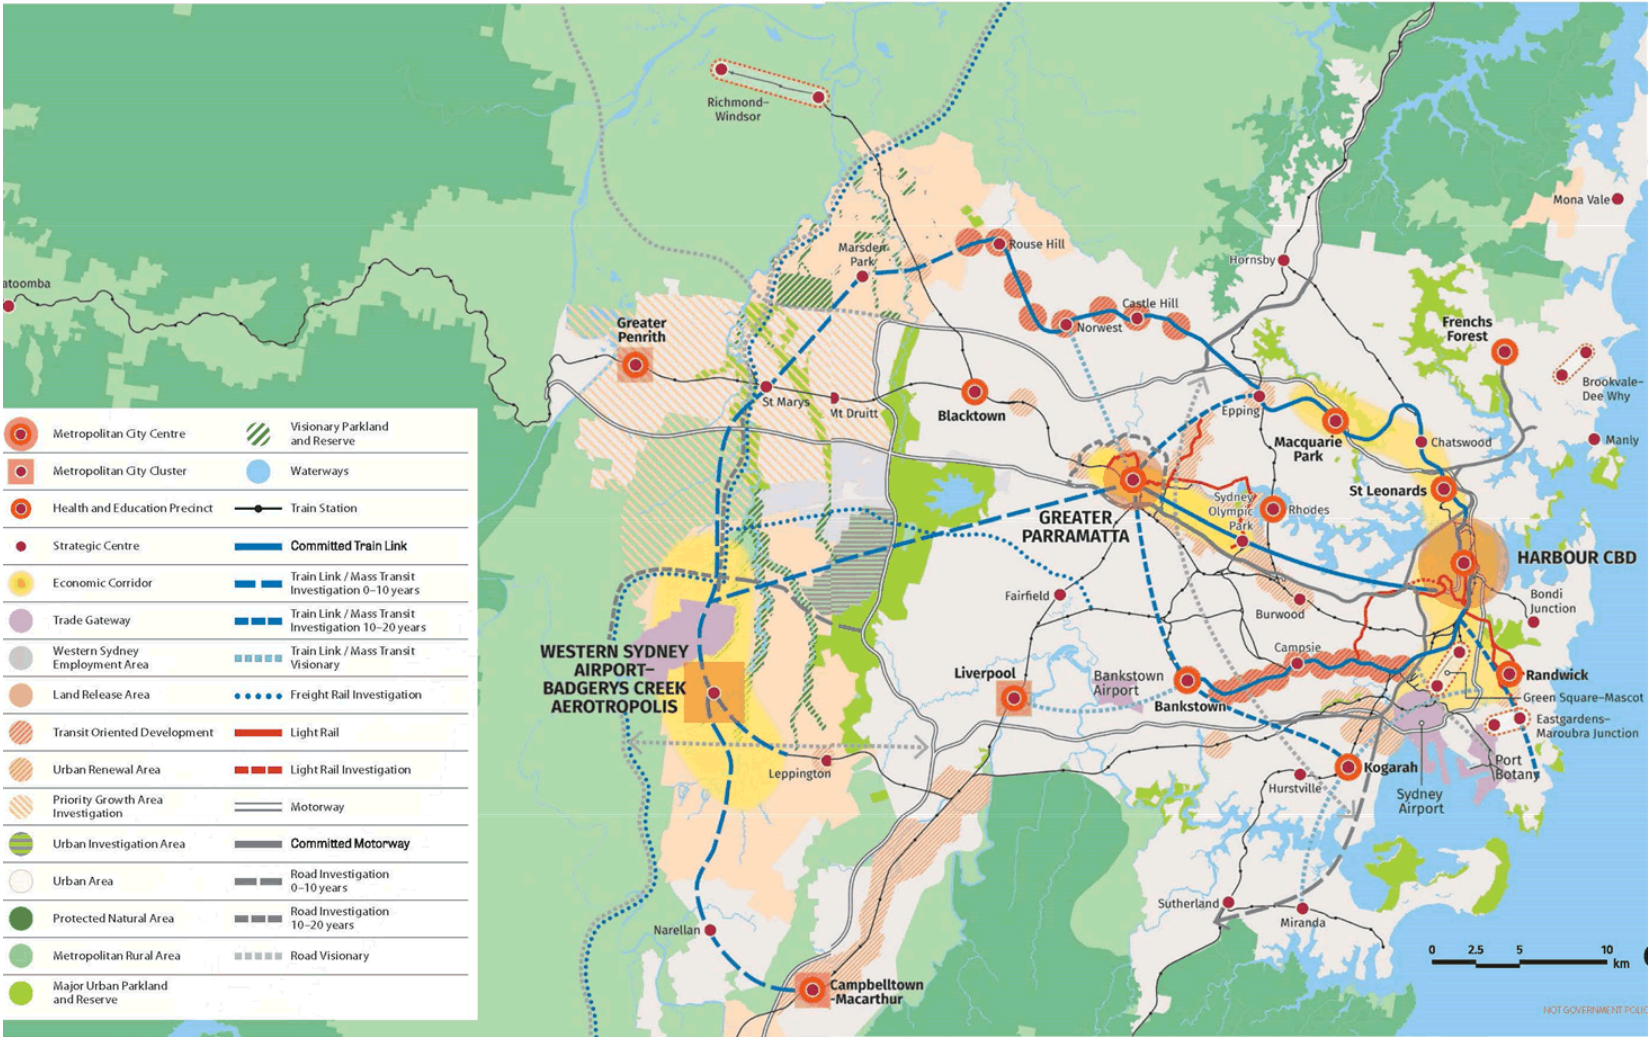 Richmond–
Windsor
Mona Vale
Marsden
Park
Rouse Hill
Hornsby
atoomba
Castle Hill
Norwest
Greater
Penrith
Frenchs
Forest
Brookvale–
Dee Why
St Marys
Mt Druitt
Blacktown
Epping
Macquarie
Park
Chatswood
Manly
St Leonards
Sydney
Olympic
Park
Rhodes
GREATER
PARRAMATTA
HARBOUR CBD
Fairfield
Burwood
Bondi
Junction
WESTERN SYDNEY
AIRPORT–
BADGERYS CREEK
AEROTROPOLIS
Campsie
Liverpool
Bankstown
Airport
Bankstown
Randwick
Green Square–Mascot
Eastgardens–
Maroubra Junction
Leppington
Kogarah
Port
Botany
Hurstville
Sydney
Airport
Sutherland
Miranda
Narellan
Campbelltown
-Macarthur
0 2.5 5 10
km
NOT GOVERNMENT POLIC
Metropolitan City Centre
Visionary Parkland
and Reserve
Metropolitan City Cluster
Waterways
Health and Education Precinct
Train Station
Strategic Centre
Committed Train Link
Economic Corridor
Train Link / Mass Transit
Investigation 0–10 years
Trade Gateway
Train Link / Mass Transit
Investigation 10–20 years
Western Sydney
Employment Area
Train Link / Mass Transit
Visionary
Land Release Area
Freight Rail Investigation
Transit Oriented Development
Light Rail
Urban Renewal Area
Light Rail Investigation
Priority Growth Area
Investigation
Motorway
Urban Investigation Area
Committed Motorway
Urban Area
Road Investigation
0–10 years
Protected Natural Area
Road Investigation
10–20 years
Metropolitan Rural Area
Road Visionary
Major Urban Parkland
and Reserve